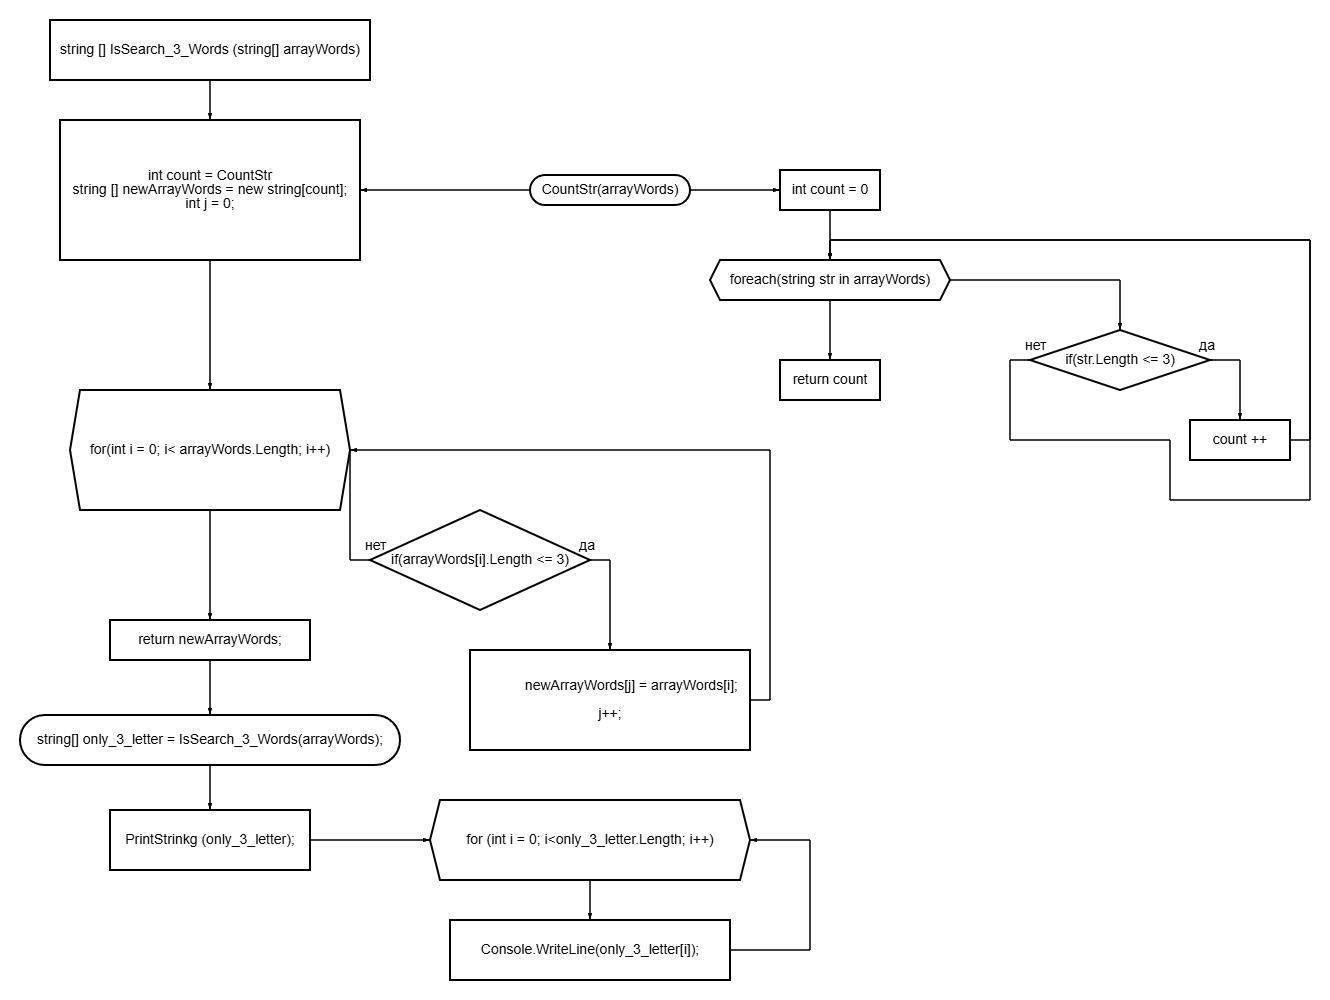 string [] IsSearch_3_Words (string[] arrayWords)
int count = CountStr
string [] newArrayWords = new string[count];
int j = 0;
CountStr(arrayWords)
int count = 0
foreach(string str in arrayWords)
нет
да
if(str.Length <= 3)
return count
count ++
for(int i = 0; i< arrayWords.Length; i++)
нет
да
if(arrayWords[i].Length <= 3)
return newArrayWords;
newArrayWords[j] = arrayWords[i];
j++;
string[] only_3_letter = IsSearch_3_Words(arrayWords);
PrintStrinkg (only_3_letter);
for (int i = 0; i<only_3_letter.Length; i++)
Console.WriteLine(only_3_letter[i]);